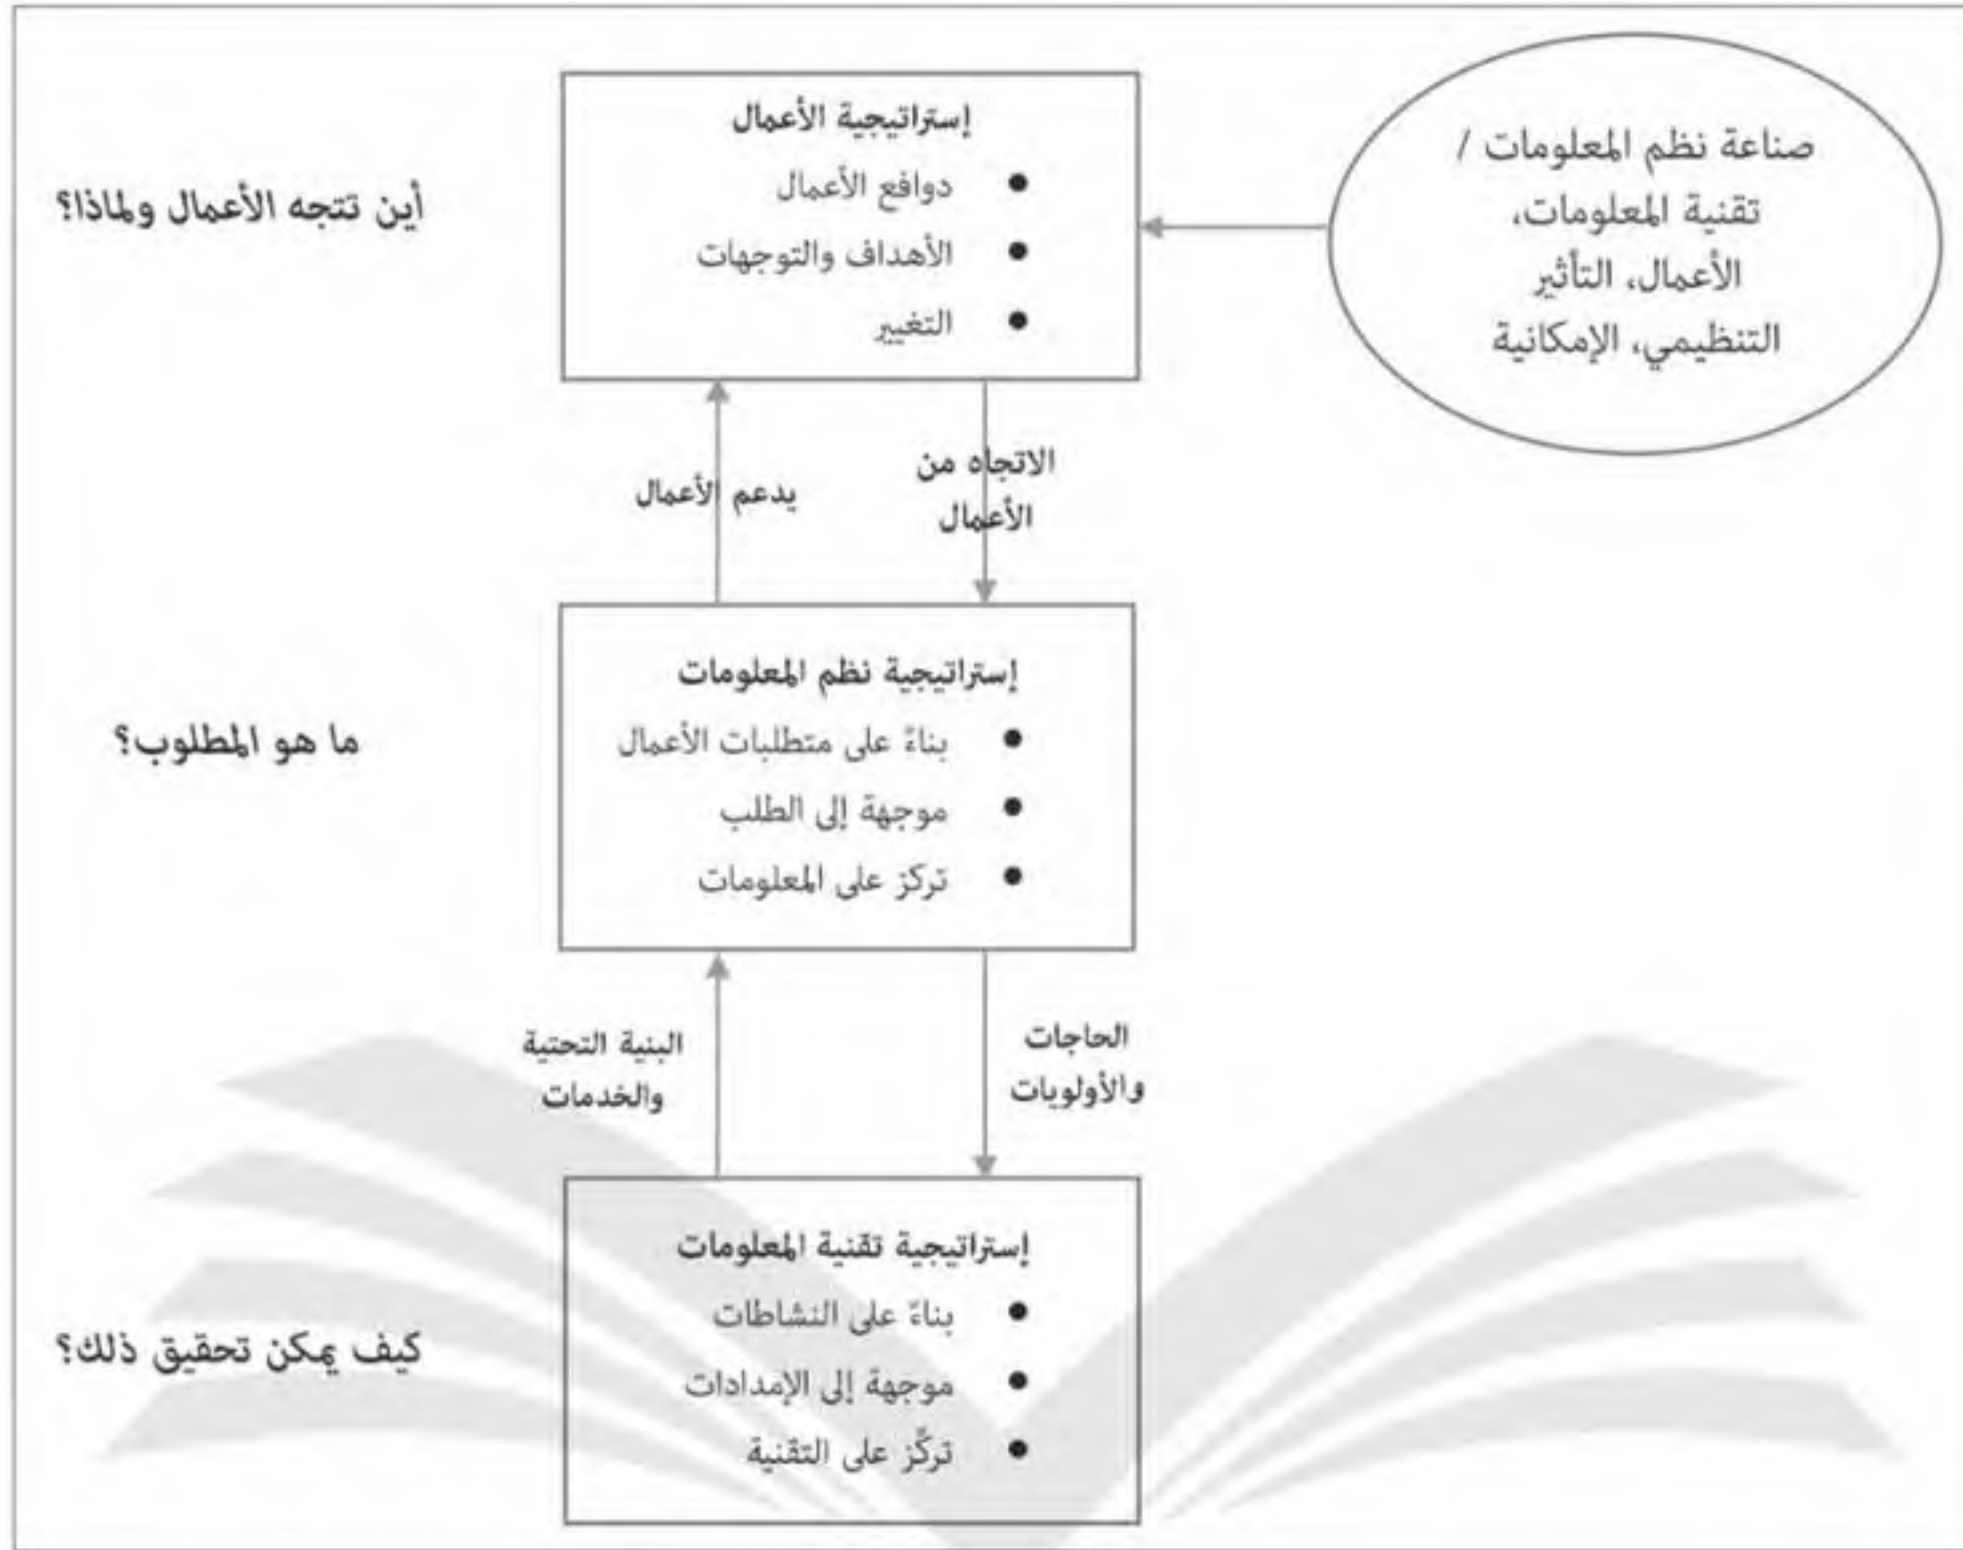 صناعة نظم المعلومات /
تقنية المعلومات،
الأعمال، التأثير
التنظيمي، الإمكانية
إستراتيجية الأعمال
● دوافع الأعمال
● الأهداف والتوجهات
● التغيير
أين تتجه الأعمال ولماذا؟
الاتجاه من
الأعمال
يدعم الأعمال
إستراتيجية نظم المعلومات
● بناءً على متطلبات الأعمال
● موجهة إلى الطلب
● تركز على المعلومات
ما هو المطلوب؟
الحاجات
والأولويات
البنية التحتية
والخدمات
إستراتيجية تقنية المعلومات
● بناءً على النشاطات
● موجهة إلى الإمدادات
● تركِّز على التقنية
كيف يمكن تحقيق ذلك؟